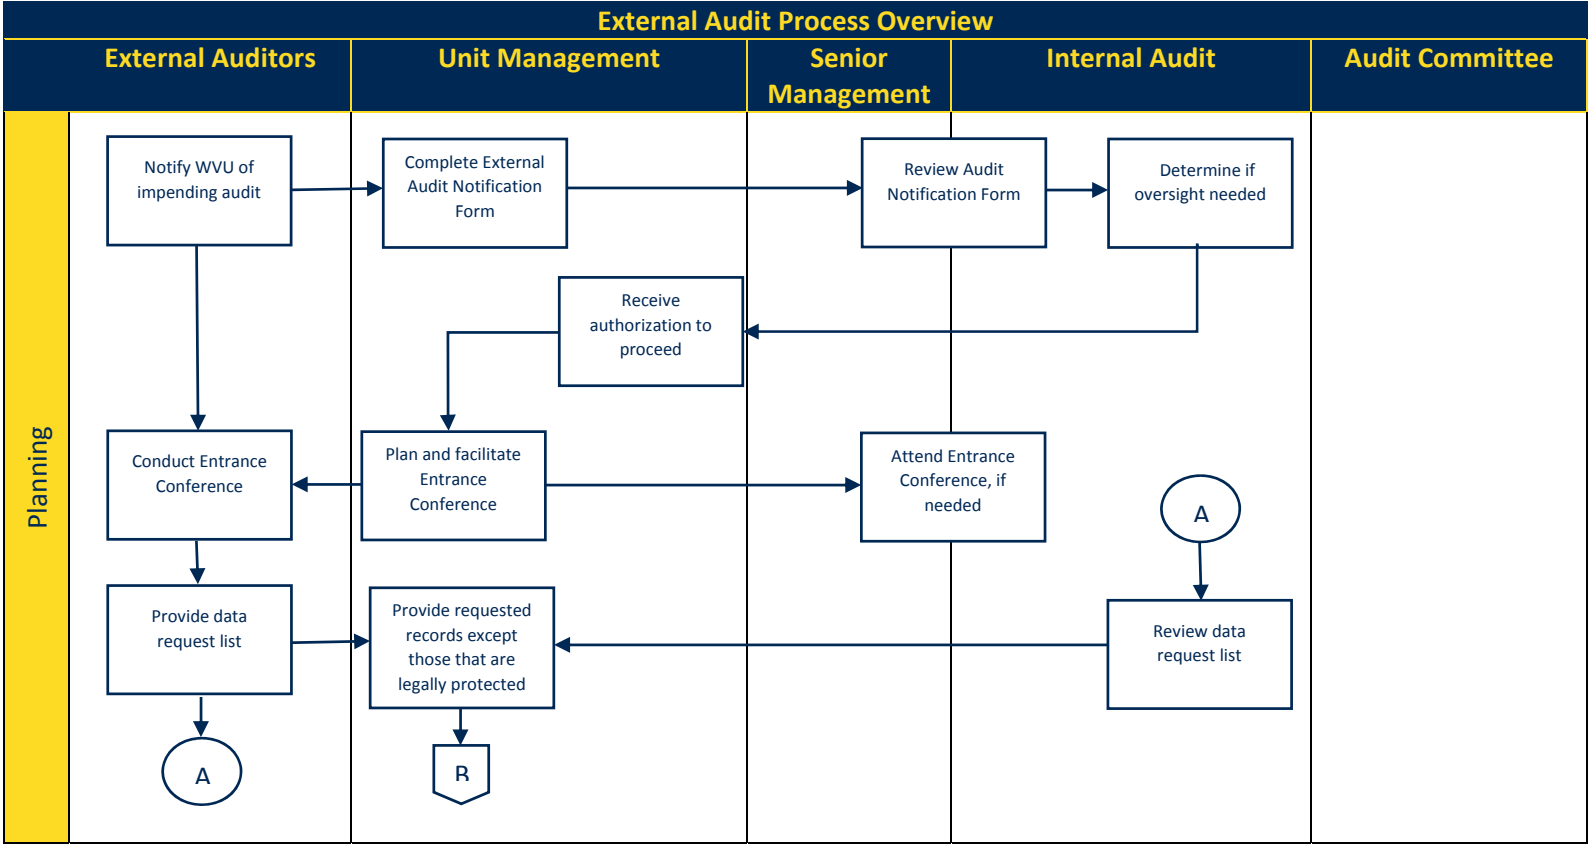 External Audit Process Overview
External Auditors
Unit Management
Senior
Management
Internal Audit
Audit Committee
Planning
Notify WVU of
impending audit
Complete External
Audit Notification
Form
Review Audit
Notification Form
Determine if
oversight needed
Receive
authorization to
proceed
Conduct Entrance
Conference
Plan and facilitate
Entrance
Conference
Attend Entrance
Conference, if
needed
A
Provide data
request list
Provide requested
records except
those that are
legally protected
Review data
request list
A
B